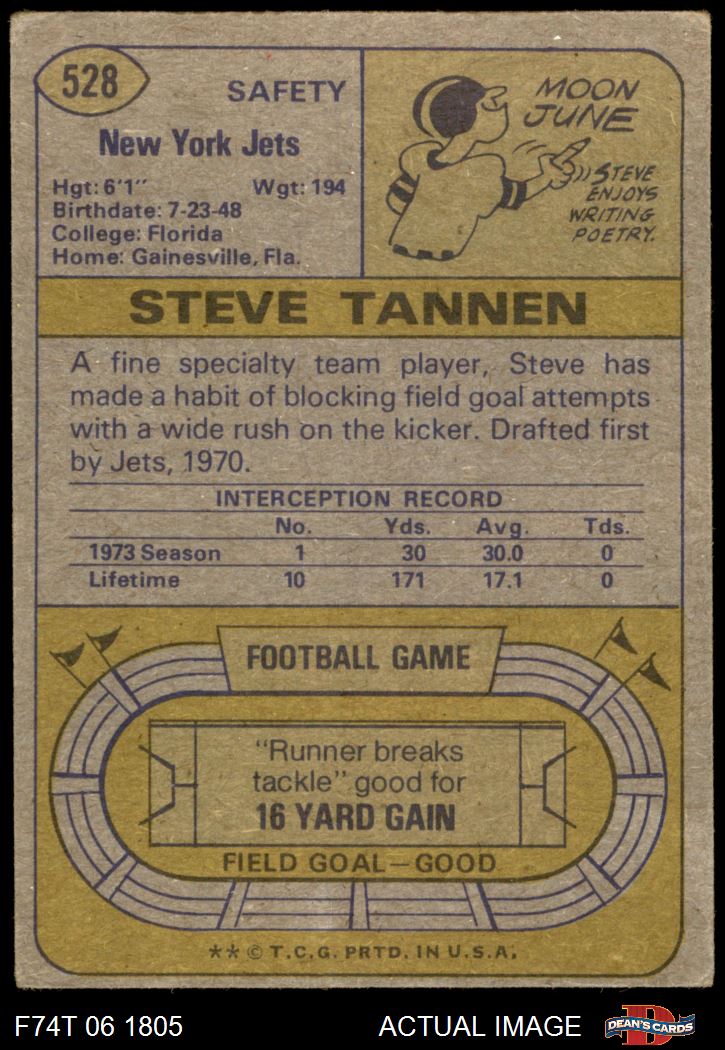 528
SAFETY
New York Jets
Hgt: 6'1" Wgt: 194
Birthdate: 7-23-48
College: Florida
Home: Gainesville, Fla.
MOON
JUNE
STEVE
ENJOYS
WRITING
POETRY.
STEVE TANNEN
A fine specialty team player, Steve has
made a habit of blocking field goal attempts
with a wide rush on the kicker. Drafted first
by Jets, 1970.
INTERCEPTION RECORD
No. Yds. Avg. Tds.
1973 Season 1 30 30.0 0
Lifetime 10 171 17.1 0
FOOTBALL GAME
"Runner breaks
tackle" good for
16 YARD GAIN
FIELD GOAL—GOOD
** © T.C.G. PRTD. IN U.S.A.
F74T 06 1805 ACTUAL IMAGE
D
DEAN'S CARDS